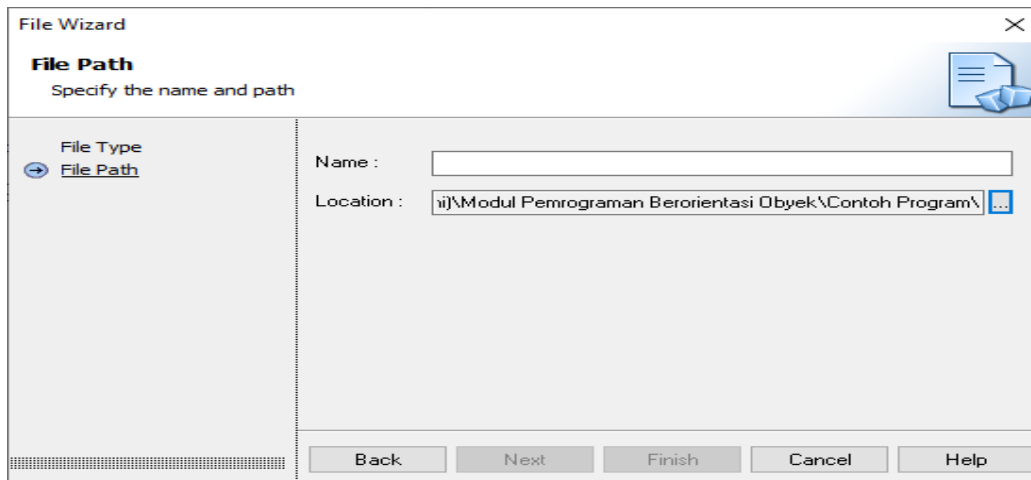 File Wizard
File Path
Specify the name and path
File Type
File Path
Name :
Location : \Modul Pemrograman Berorientasi Obyek\Contoh Program\ ...
Back Next Finish Cancel Help